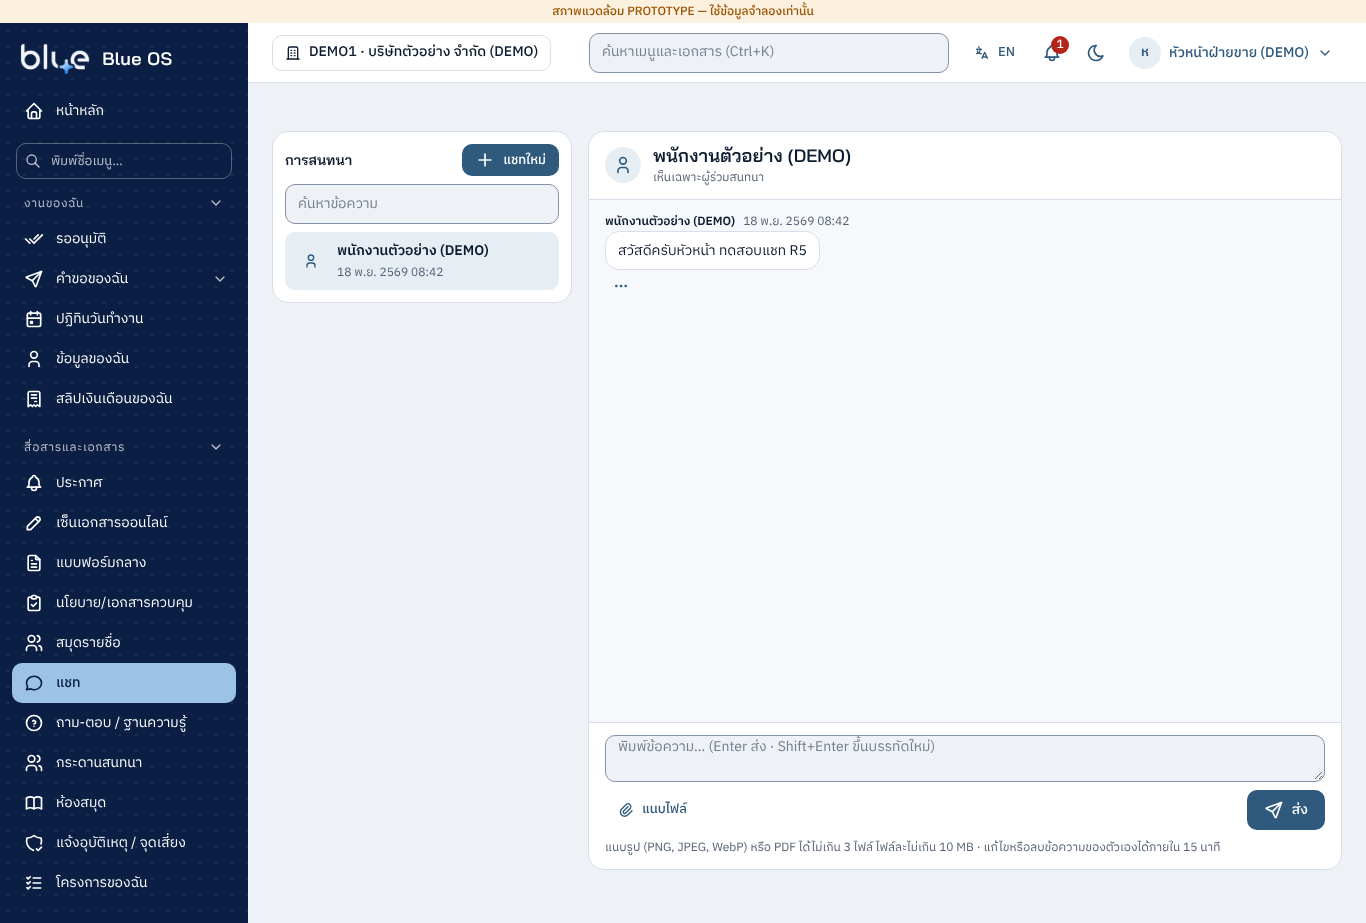 สภาพแวดล้อม PROTOTYPE — ใช้ข้อมูลจำลองเท่านั้น
blue Blue OS
DEMO1 · บริษัทตัวอย่าง จำกัด (DEMO)
ค้นหาเมนูและเอกสาร (Ctrl+K)
EN
1
ห
หัวหน้าฝ่ายขาย (DEMO)
หน้าหลัก
พิมพ์ชื่อเมนู...
งานของฉัน
รออนุมัติ
คำขอของฉัน
ปฏิทินวันทำงาน
ข้อมูลของฉัน
สลิปเงินเดือนของฉัน
สื่อสารและเอกสาร
ประกาศ
เซ็นเอกสารออนไลน์
แบบฟอร์มกลาง
นโยบาย/เอกสารควบคุม
สมุดรายชื่อ
แชท
ถาม-ตอบ / ฐานความรู้
กระดานสนทนา
ห้องสมุด
แจ้งอุบัติเหตุ / จุดเสี่ยง
โครงการของฉัน
การสนทนา
แชทใหม่
ค้นหาข้อความ
พนักงานตัวอย่าง (DEMO)
18 พ.ย. 2569 08:42
พนักงานตัวอย่าง (DEMO)
เห็นเฉพาะผู้ร่วมสนทนา
พนักงานตัวอย่าง (DEMO) 18 พ.ย. 2569 08:42
สวัสดีครับหัวหน้า ทดสอบแชท R5
...
พิมพ์ข้อความ... (Enter ส่ง · Shift+Enter ขึ้นบรรทัดใหม่)
แนบไฟล์
ส่ง
แนบรูป (PNG, JPEG, WebP) หรือ PDF ได้ไม่เกิน 3 ไฟล์ ไฟล์ละไม่เกิน 10 MB · แก้ไขหรือลบข้อความของตัวเองได้ภายใน 15 นาที